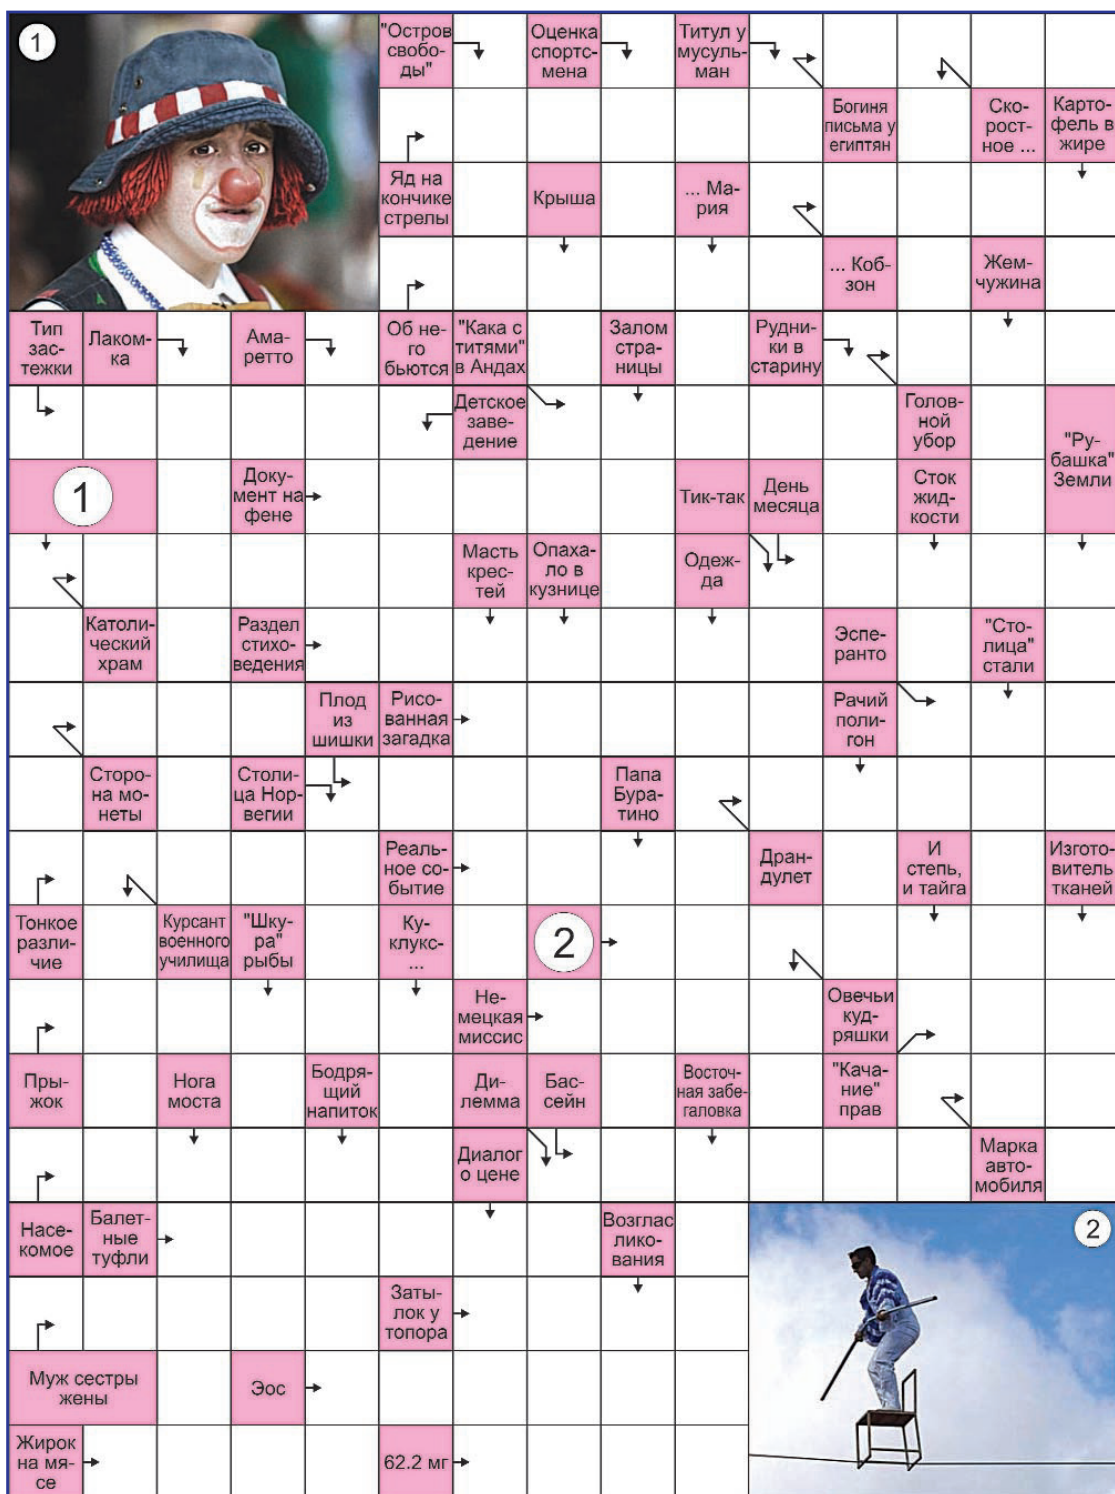 1
"Остров
свобо-
ды"
Оценка
спортс-
мена
Титул у
мусуль-
ман
Богиня
письма у
египтян
Ско-
рост-
ное ...
Карто-
фель в
жире
Яд на
кончике
стрелы
Крыша
... Ма-
рия
... Коб-
зон
Жем-
чужина
Тип
зас-
тежки
Лаком-
ка
Ама-
ретто
Об не-
го
бьются
"Кака с
титями"
в Андах
Залом
стра-
ницы
Рудни-
ки в
старину
Детское
заве-
дение
Голов-
ной
убор
"Ру-
башка"
Земли
1
Доку-
мент на
фене
Тик-так
День
месяца
Сток
жид-
кости
Масть
крес-
тей
Опаха-
ло в
кузнице
Одеж-
да
Католи-
ческий
храм
Раздел
стихо-
ведения
Эспе-
ранто
"Сто-
лица"
стали
Плод
из
шишки
Рисо-
ванная
загадка
Рачий
поли-
гон
Сторо-
на мо-
неты
Столи-
ца Нор-
вегии
Папа
Бура-
тино
Реаль-
ное со-
бытие
Дран-
дулет
И
степь,
и тайга
Изгото-
витель
тканей
Тонкое
разли-
чие
Курсант
военного
училища
"Шку-
ра"
рыбы
Ку-
клукс-
...
2
Не-
мецкая
миссис
Овечьи
куд-
ряшки
Пры-
жок
Нога
моста
Бодря-
щий
напиток
Ди-
лемма
Бас-
сейн
Восточ-
ная забе-
галовка
"Кача-
ние"
прав
Диалог
о цене
Марка
авто-
мобиля
Насе-
комое
Балет-
ные
туфли
Возглас
лико-
вания
2
Заты-
лок у
топора
Муж сестры
жены
Эос
Жирок
на мя-
се
62.2 мг